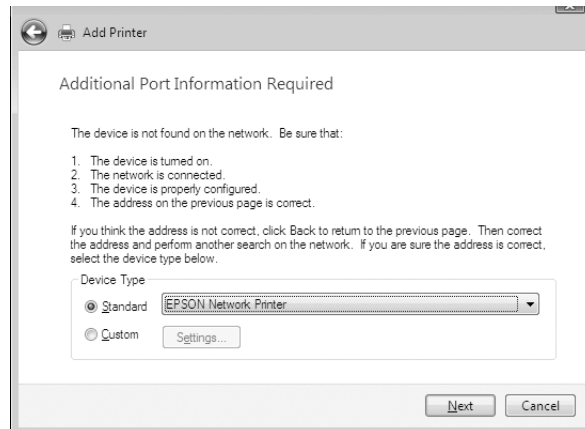 Add Printer
Additional Port Information Required
The device is not found on the network. Be sure that:
1. The device is turned on.
2. The network is connected.
3. The device is properly configured.
4. The address on the previous page is correct.
If you think the address is not correct, click Back to return to the previous page. Then correct
the address and perform another search on the network. If you are sure the address is correct,
select the device type below.
Device Type
Standard EPSON Network Printer
Custom Settings...
Next Cancel